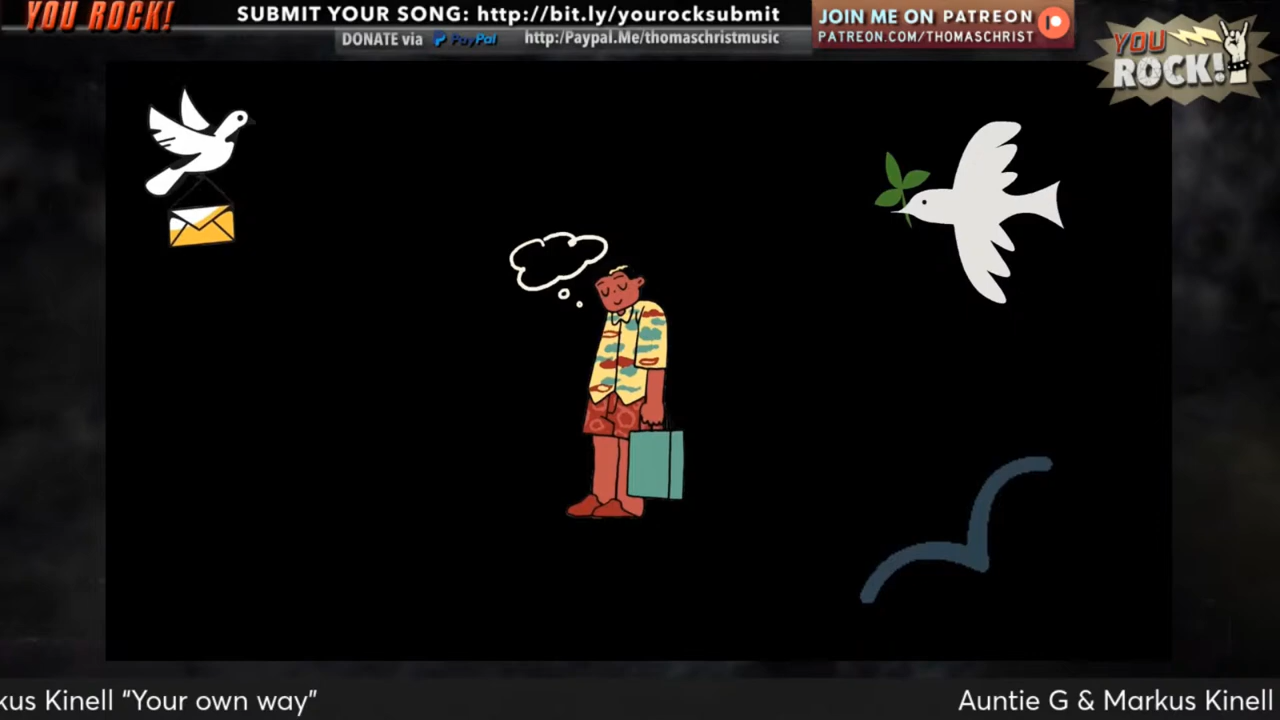 YOU ROCK!
SUBMIT YOUR SONG: http://bit.ly/yourocksubmit
DONATE via PayPal http:/Paypal.Me/thomaschristmusic
JOIN ME ON PATREON
PATREON.COM/THOMASCHRIST
YOU
ROCK!
kus Kinell “Your own way”
Auntie G & Markus Kinell